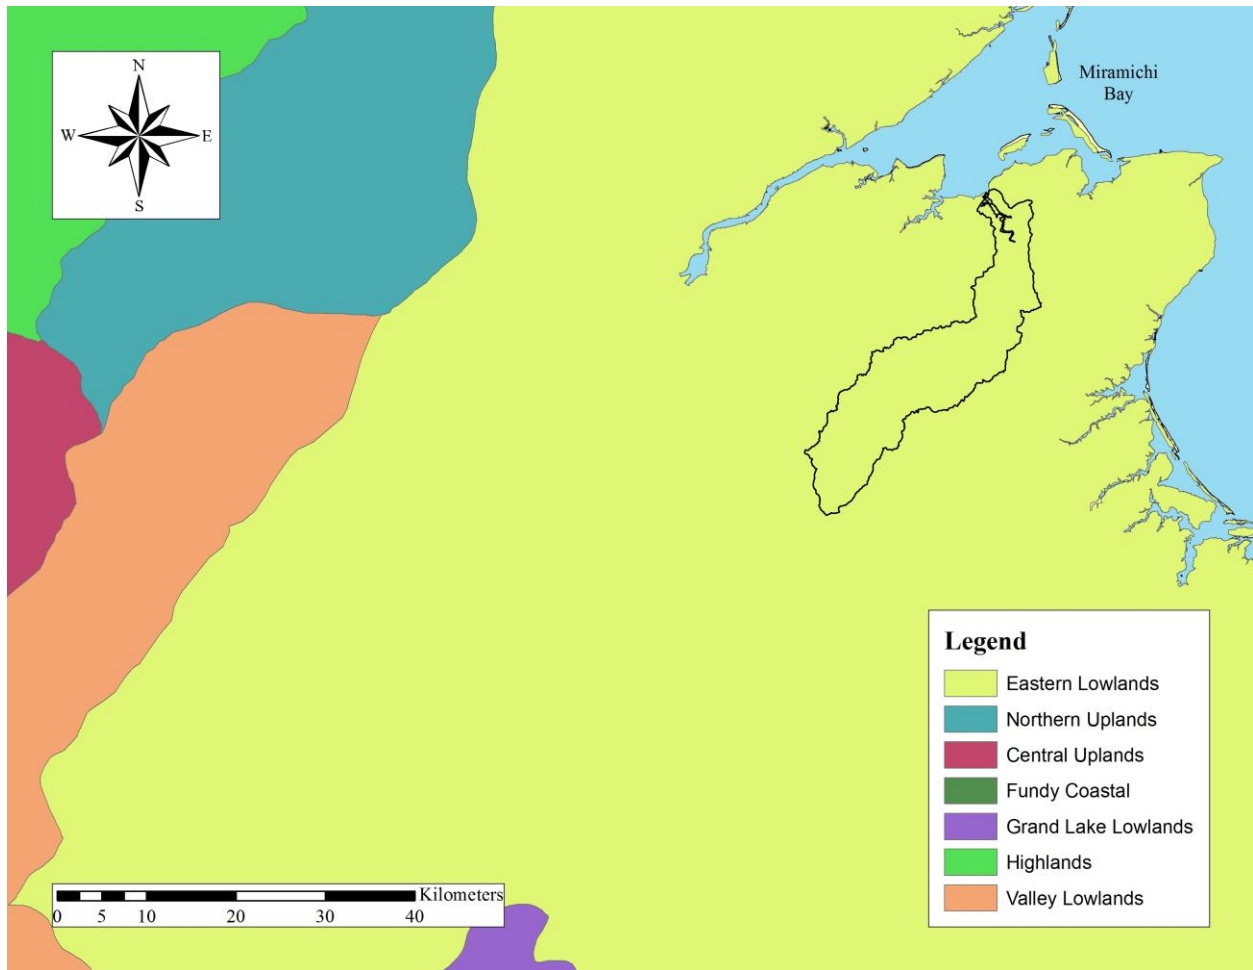 N
W E
S
Miramichi
Bay
Legend
Eastern Lowlands
Northern Uplands
Central Uplands
Fundy Coastal
Grand Lake Lowlands
Highlands
Valley Lowlands
Kilometers
0 5 10 20 30 40